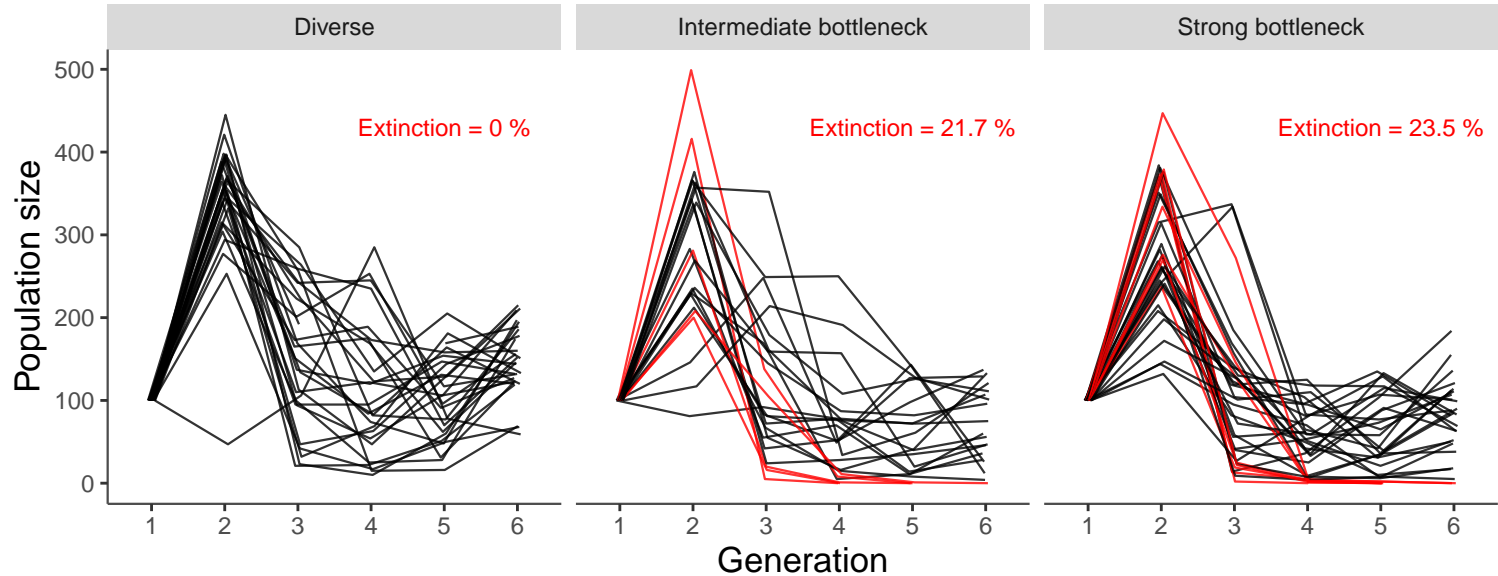 Diverse
Intermediate bottleneck
Strong bottleneck
Population size
500
400
300
200
100
0
Extinction = 0 %
Extinction = 21.7 %
Extinction = 23.5 %
1 2 3 4 5 6
1 2 3 4 5 6
1 2 3 4 5 6
Generation